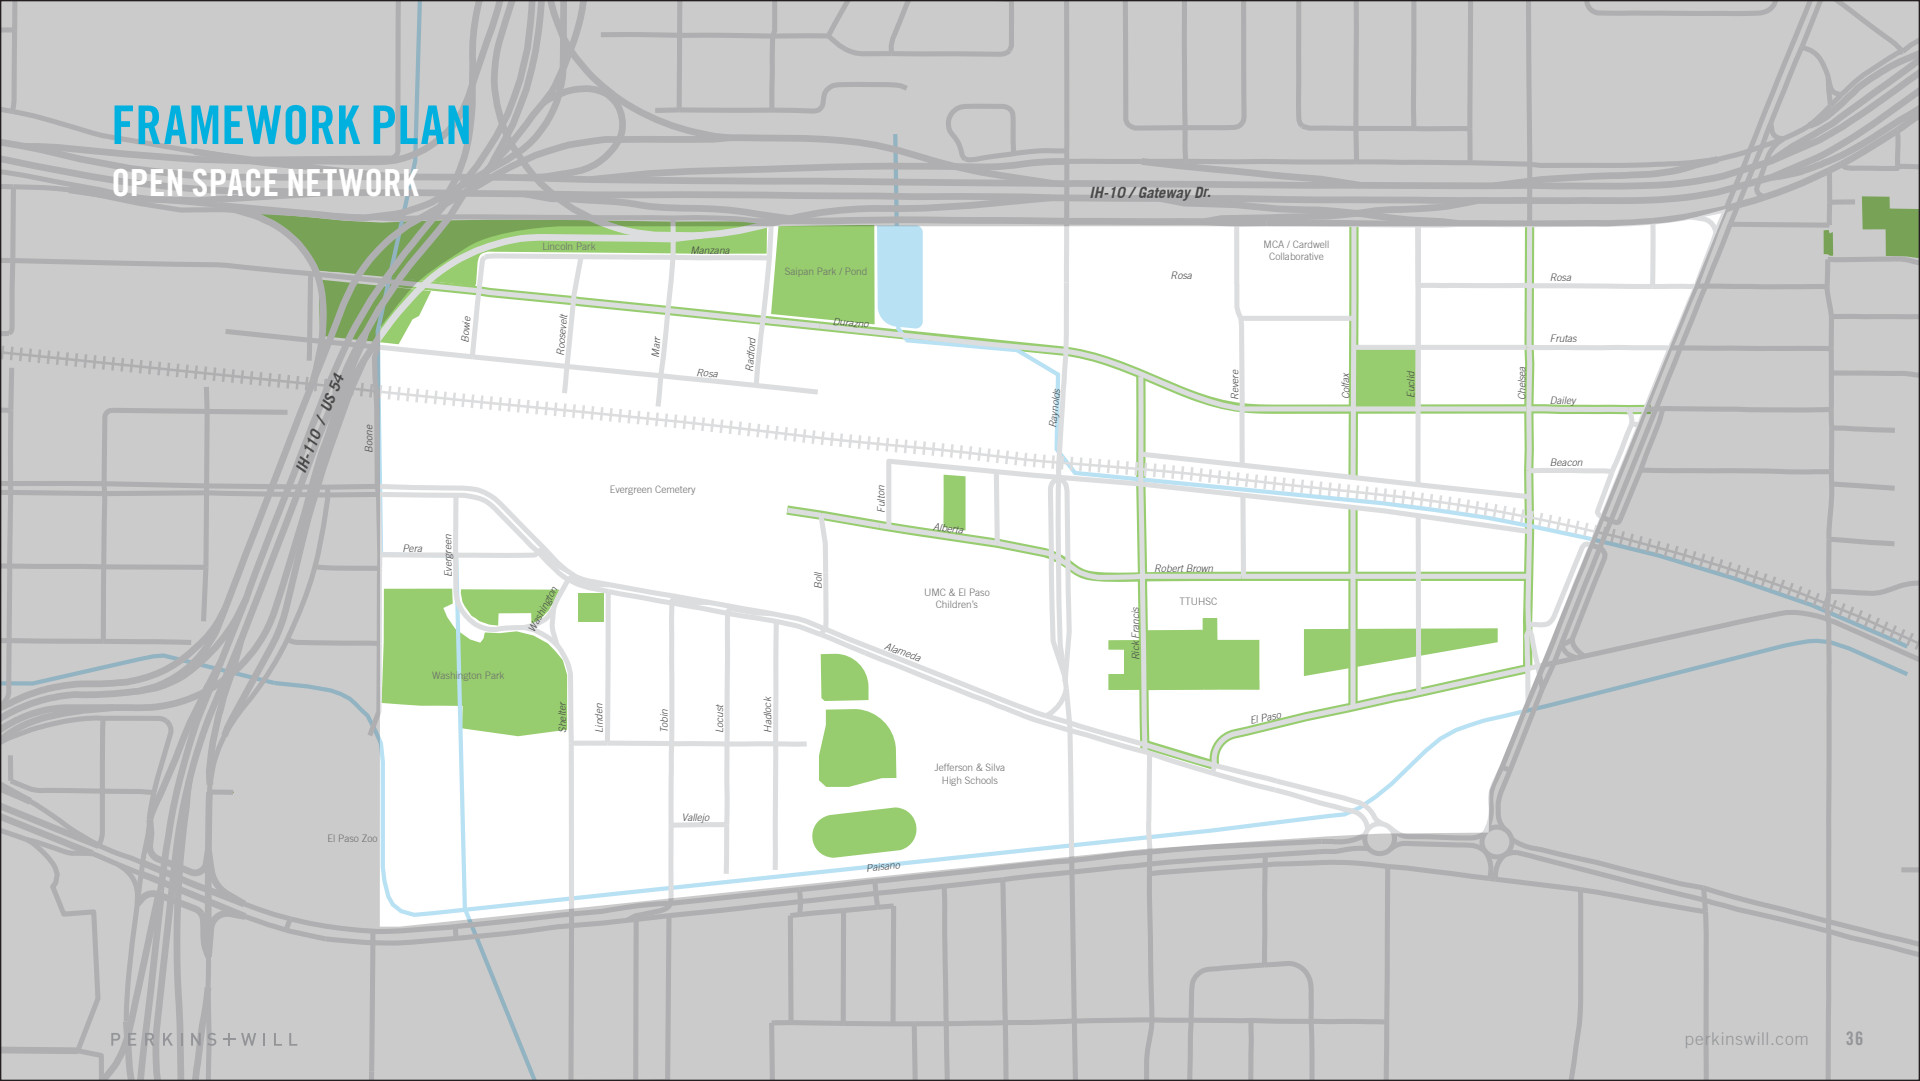 FRAMEWORK PLAN
OPEN SPACE NETWORK
IH-10 / Gateway Dr.
Lincoln Park
Manzana
MCA / Cardwell
Collaborative
Saipan Park / Pond
Rosa
Rosa
Durazno
Bowie
Roosevelt
Marr
Radford
Frutas
Rosa
Revere
Colfax
Euclid
Chelsea
Dailey
IH-110 / US 54
Boone
Raynolds
Beacon
Evergreen Cemetery
Fulton
Alberta
Pera
Evergreen
Boll
Robert Brown
UMC & El Paso
Children's
TTUHSC
Washington
Rick Francis
Alameda
Washington Park
Shelter
Linden
Tobin
Locust
Hadlock
El Paso
Jefferson & Silva
High Schools
Vallejo
El Paso Zoo
Paisano
PERKINS+WILL
perkinswill.com 36